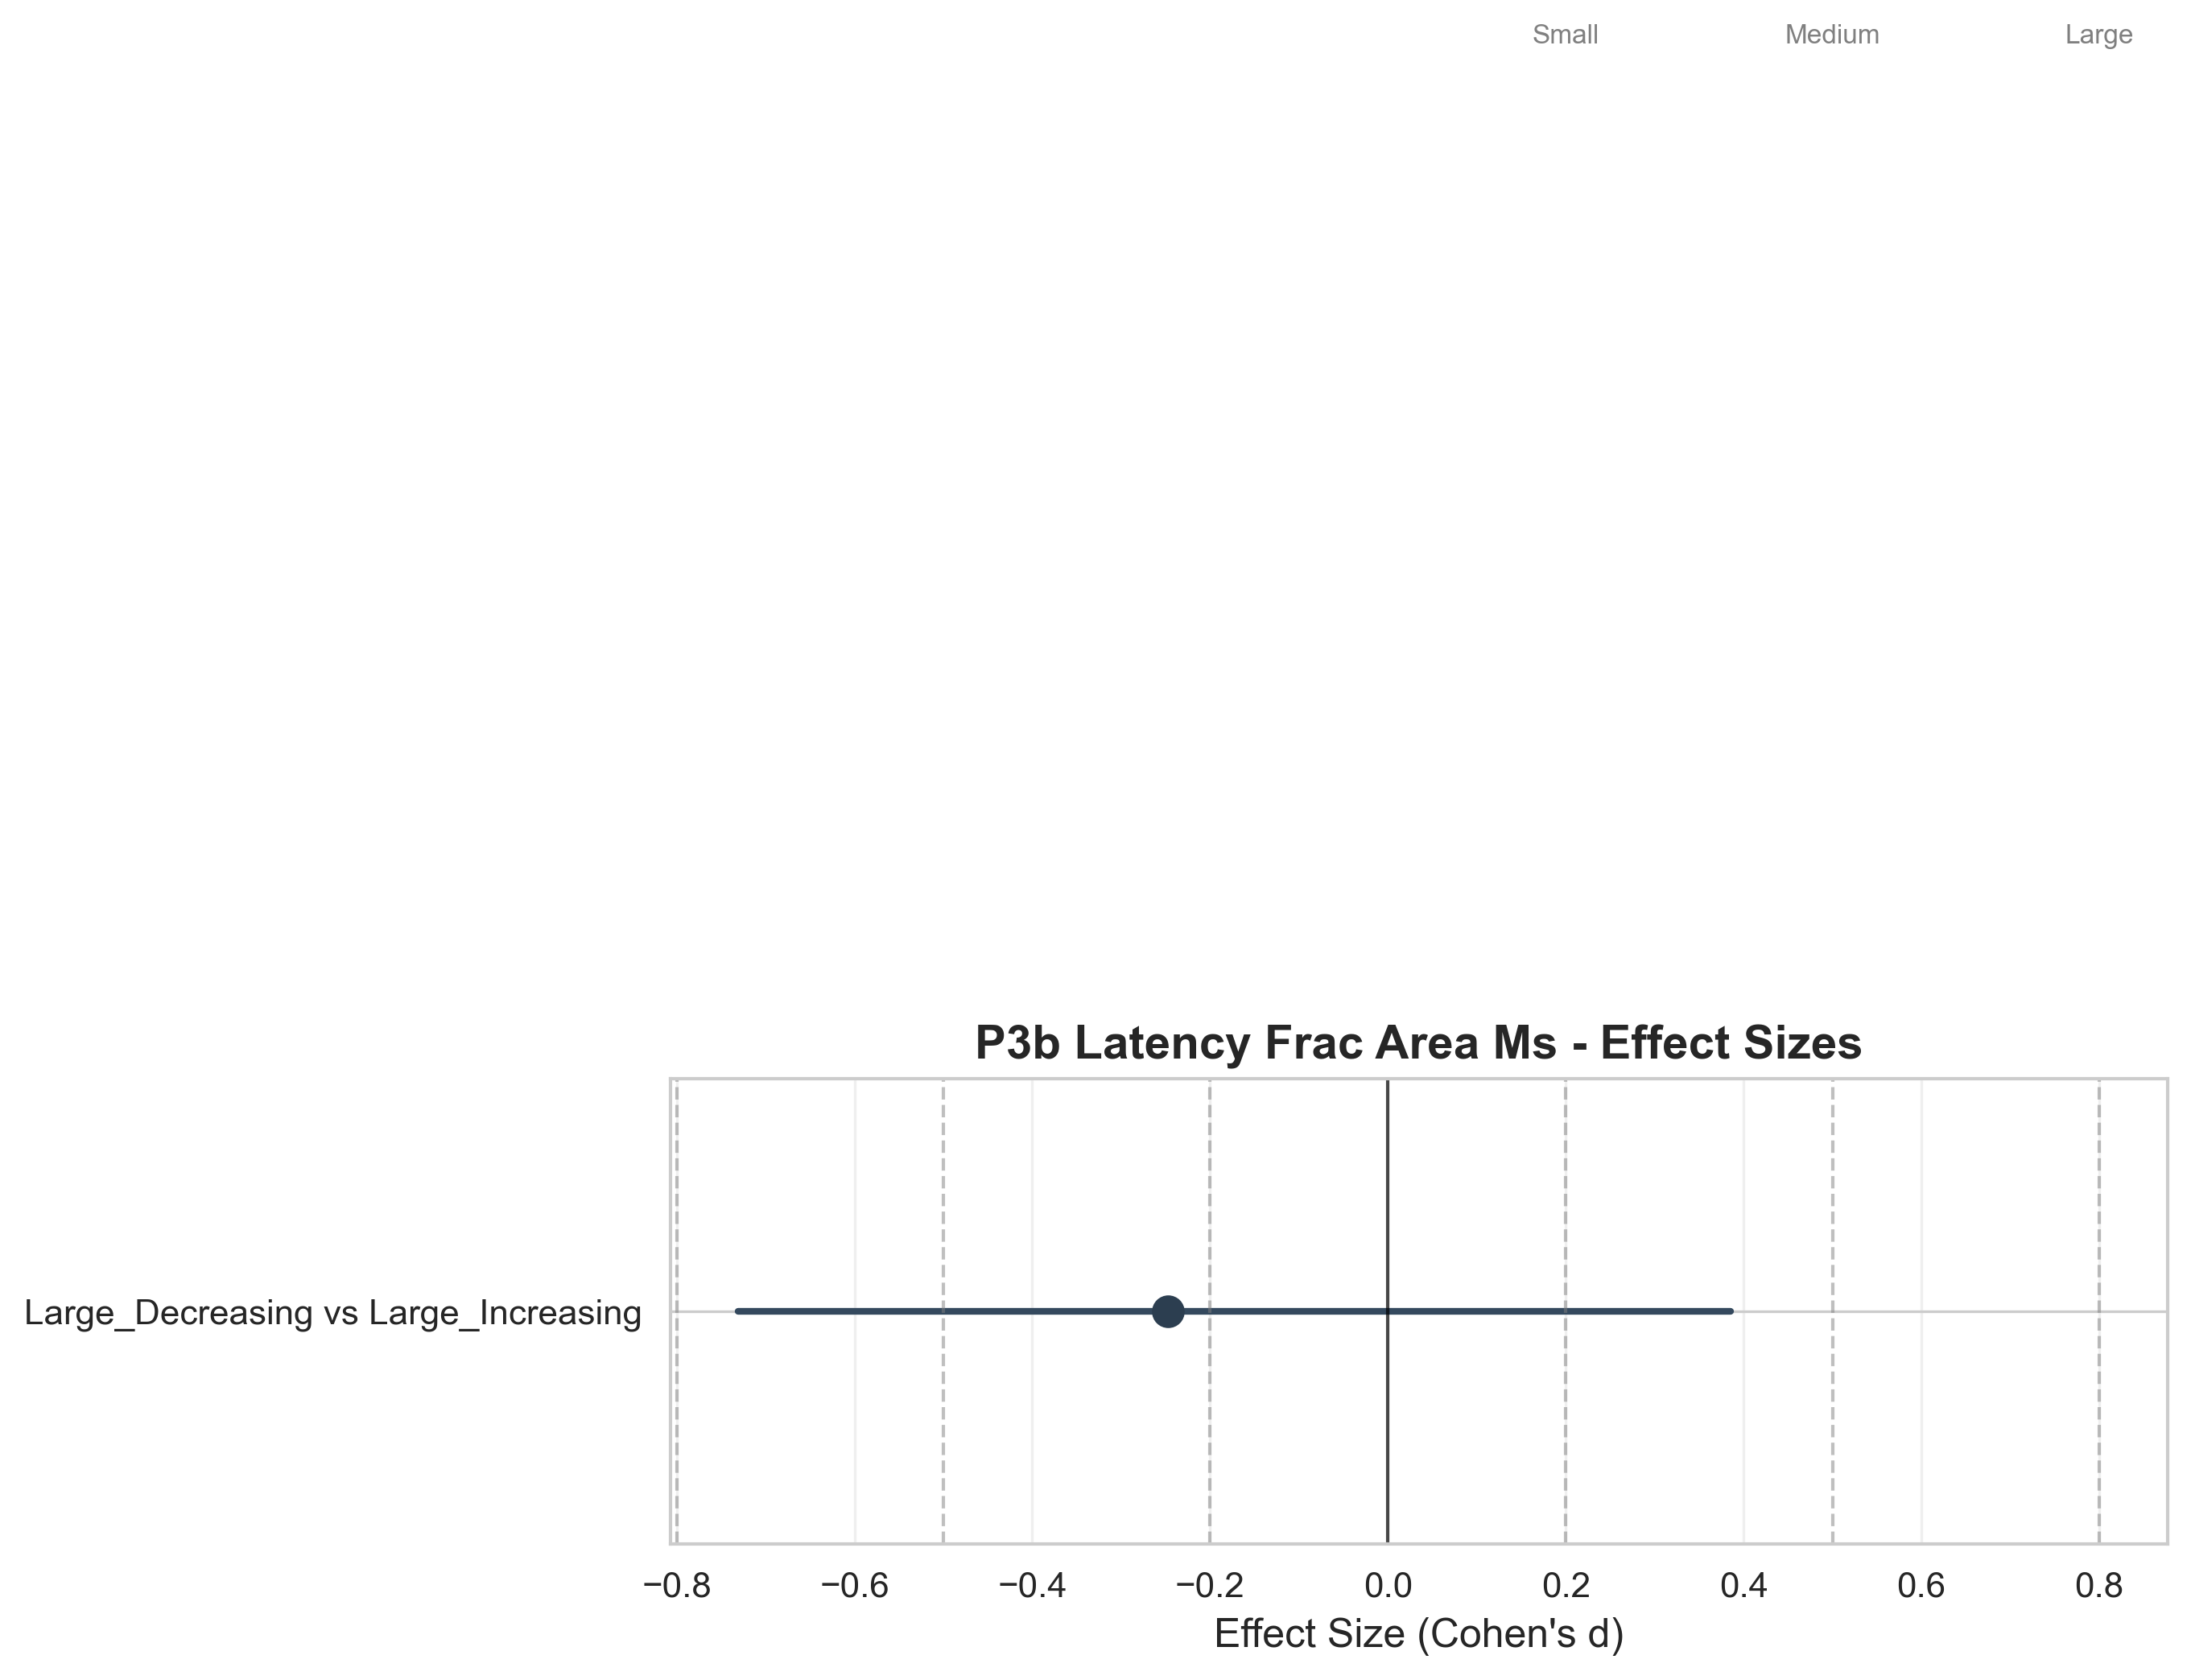 Small Medium Large
P3b Latency Frac Area Ms - Effect Sizes
Large_Decreasing vs Large_Increasing
−0.8 −0.6 −0.4 −0.2 0.0 0.2 0.4 0.6 0.8
Effect Size (Cohen's d)